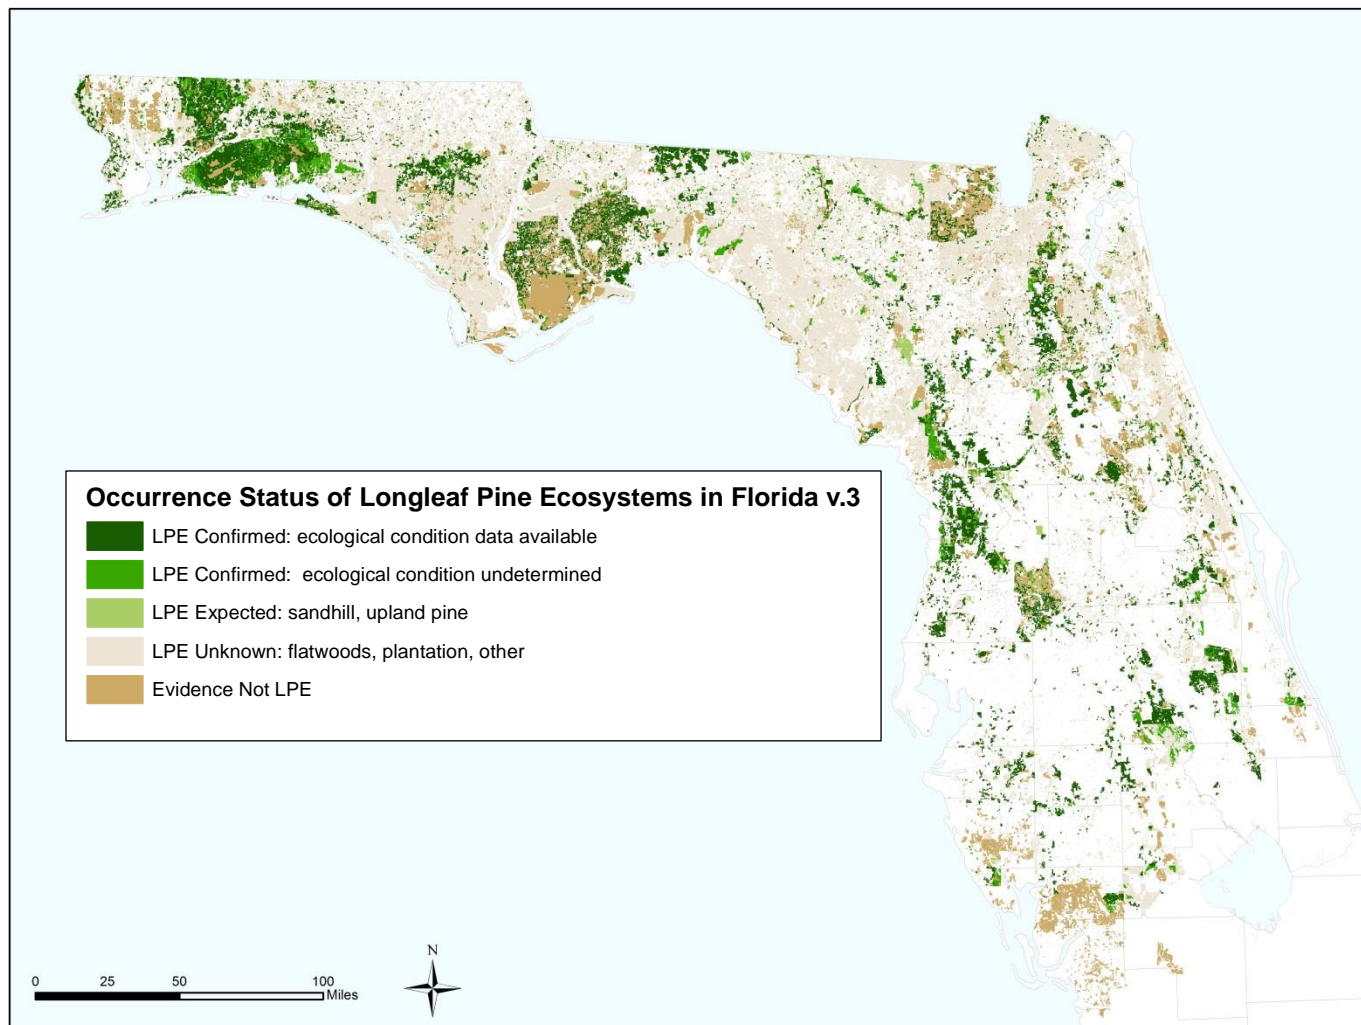 Occurrence Status of Longleaf Pine Ecosystems in Florida v.3
LPE Confirmed: ecological condition data available
LPE Confirmed: ecological condition undetermined
LPE Expected: sandhill, upland pine
LPE Unknown: flatwoods, plantation, other
Evidence Not LPE
N
0 25 50 100
Miles